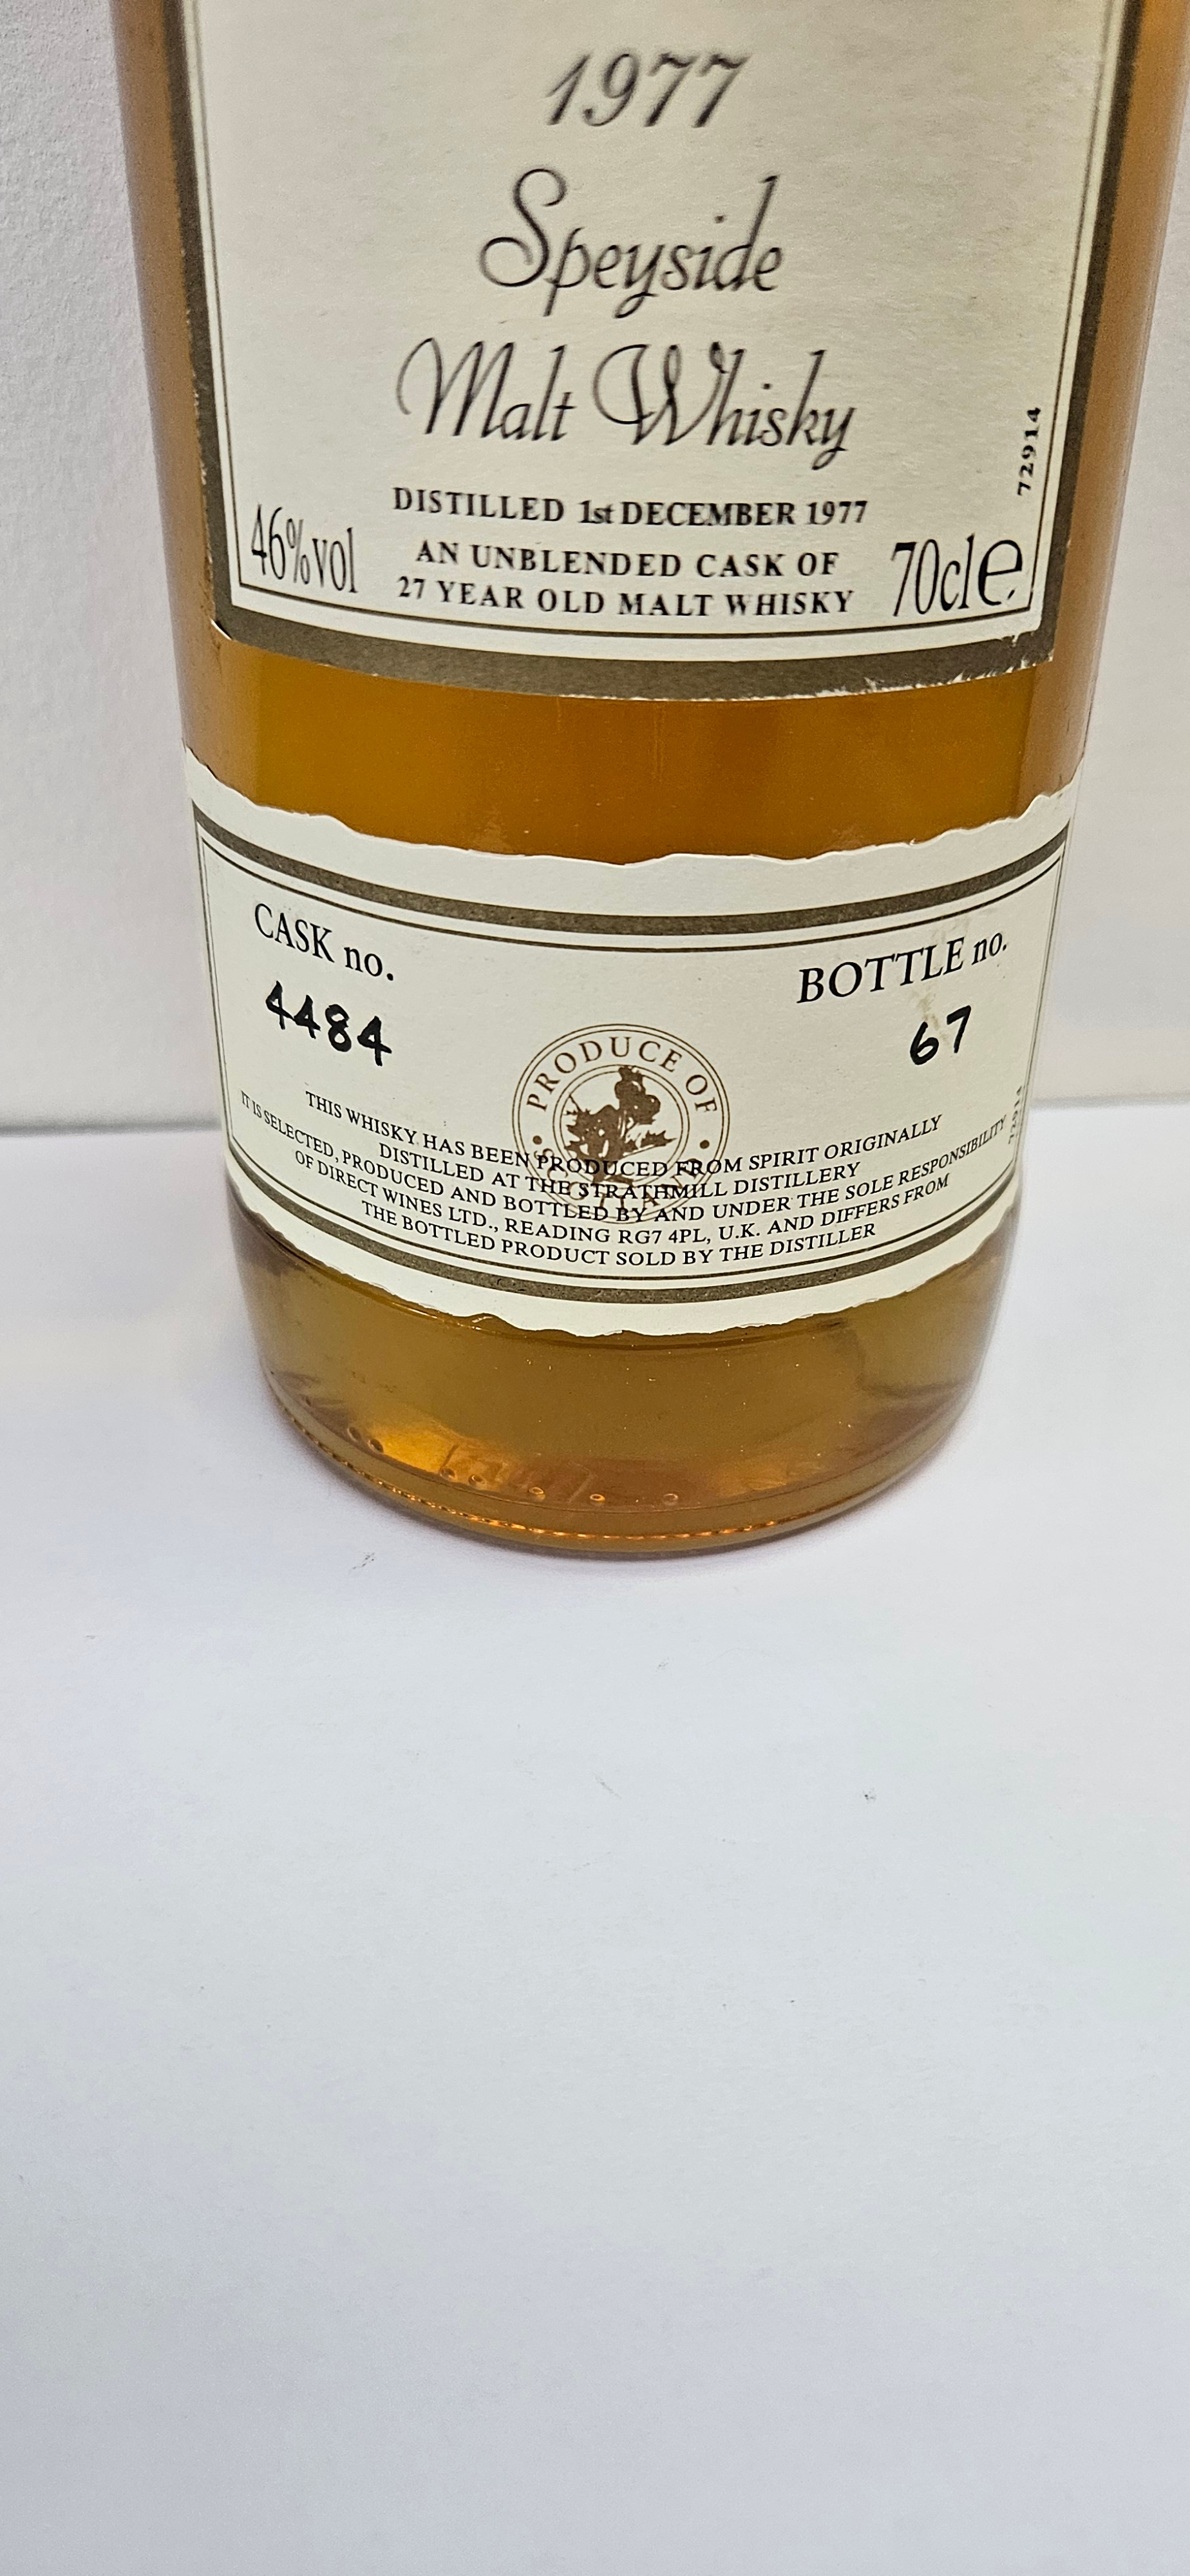 1977
Speyside
Malt Whisky
72914
DISTILLED 1st DECEMBER 1977
46%vol
AN UNBLENDED CASK OF
27 YEAR OLD MALT WHISKY
70cl e
CASK no.
4484
BOTTLE no.
67
PRODUCE OF
SCOTLAND
THIS WHISKY HAS BEEN PRODUCED FROM SPIRIT ORIGINALLY
DISTILLED AT THE STRATHMILL DISTILLERY
IT IS SELECTED, PRODUCED AND BOTTLED BY AND UNDER THE SOLE RESPONSIBILITY
OF DIRECT WINES LTD., READING RG7 4PL, U.K. AND DIFFERS FROM
THE BOTTLED PRODUCT SOLD BY THE DISTILLER
72914